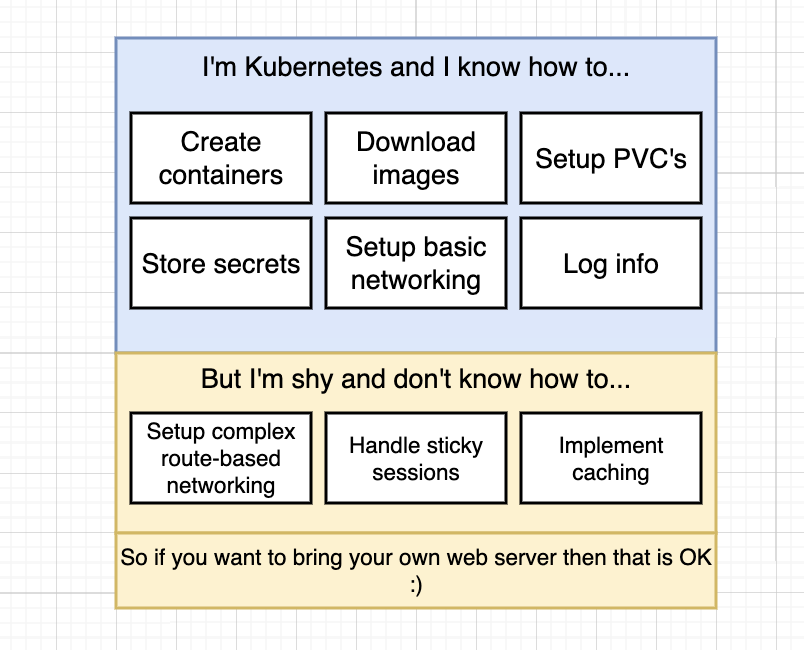 I'm Kubernetes and I know how to...
Create
containers
Download
images
Setup PVC's
Store secrets
Setup basic
networking
Log info
But I'm shy and don't know how to...
Setup complex
route-based
networking
Handle sticky
sessions
Implement
caching
So if you want to bring your own web server then that is OK
:)